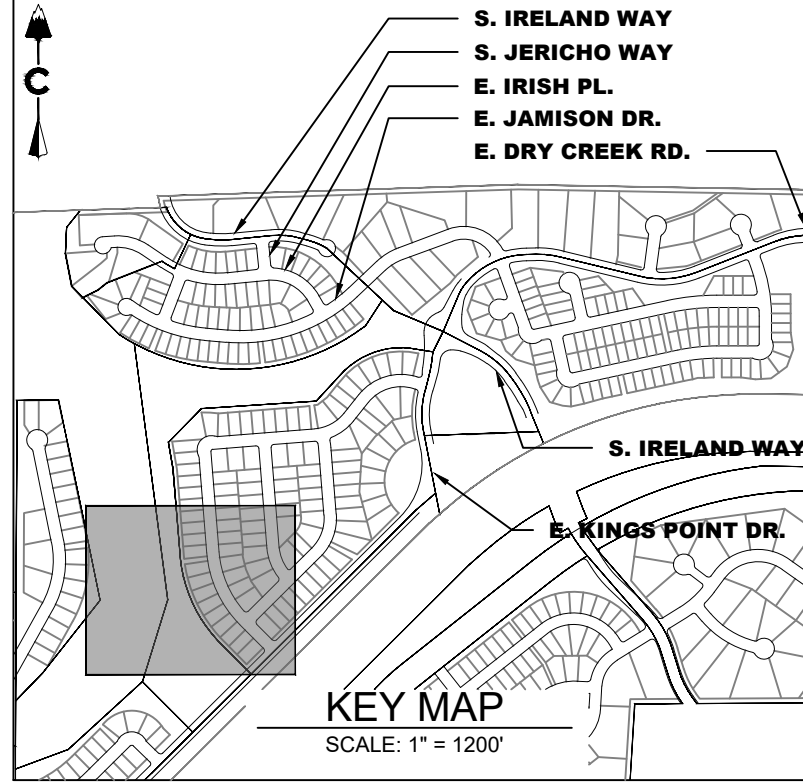 S. IRELAND WAY
S. JERICHO WAY
C
E. IRISH PL.
E. JAMISON DR.
E. DRY CREEK RD.
S. IRELAND WAY
E. KINGS POINT DR.
KEY MAP
SCALE: 1" = 1200'